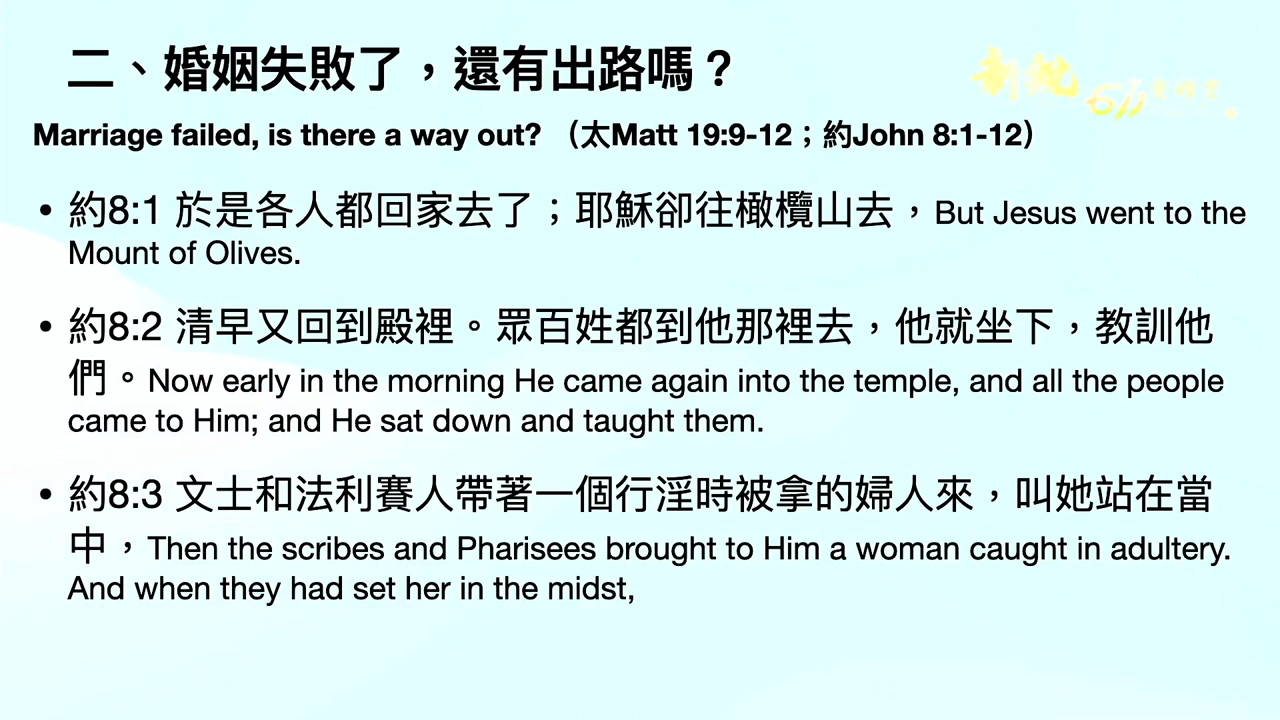 二、婚姻失敗了，還有出路嗎？
Marriage failed, is there a way out? （太Matt 19:9-12；約John 8:1-12）
• 約8:1 於是各人都回家去了；耶穌卻往橄欖山去，But Jesus went to the
Mount of Olives.
• 約8:2 清早又回到殿裡。眾百姓都到他那裡去，他就坐下，教訓他
們。Now early in the morning He came again into the temple, and all the people
came to Him; and He sat down and taught them.
• 約8:3 文士和法利賽人帶著一個行淫時被拿的婦人來，叫她站在當
中，Then the scribes and Pharisees brought to Him a woman caught in adultery.
And when they had set her in the midst,